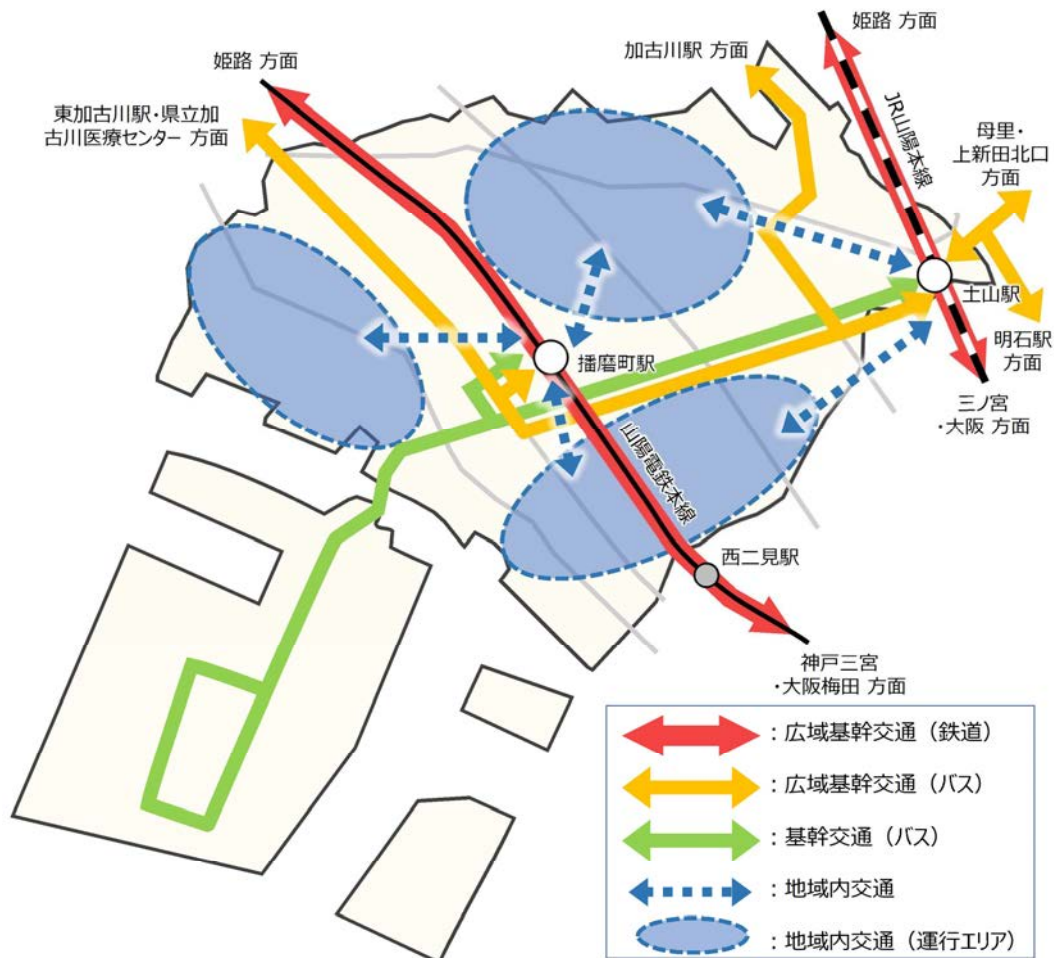 姫路 方面
加古川駅 方面
姫路 方面
東加古川駅・県立加
古川医療センター 方面
JR山陽本線
母里・
上新田北口
方面
土山駅
播磨町駅
明石駅
方面
三ノ宮
・大阪 方面
山陽電鉄本線
西二見駅
神戸三宮
・大阪梅田 方面
：広域基幹交通（鉄道）
：広域基幹交通（バス）
：基幹交通（バス）
：地域内交通
：地域内交通（運行エリア）